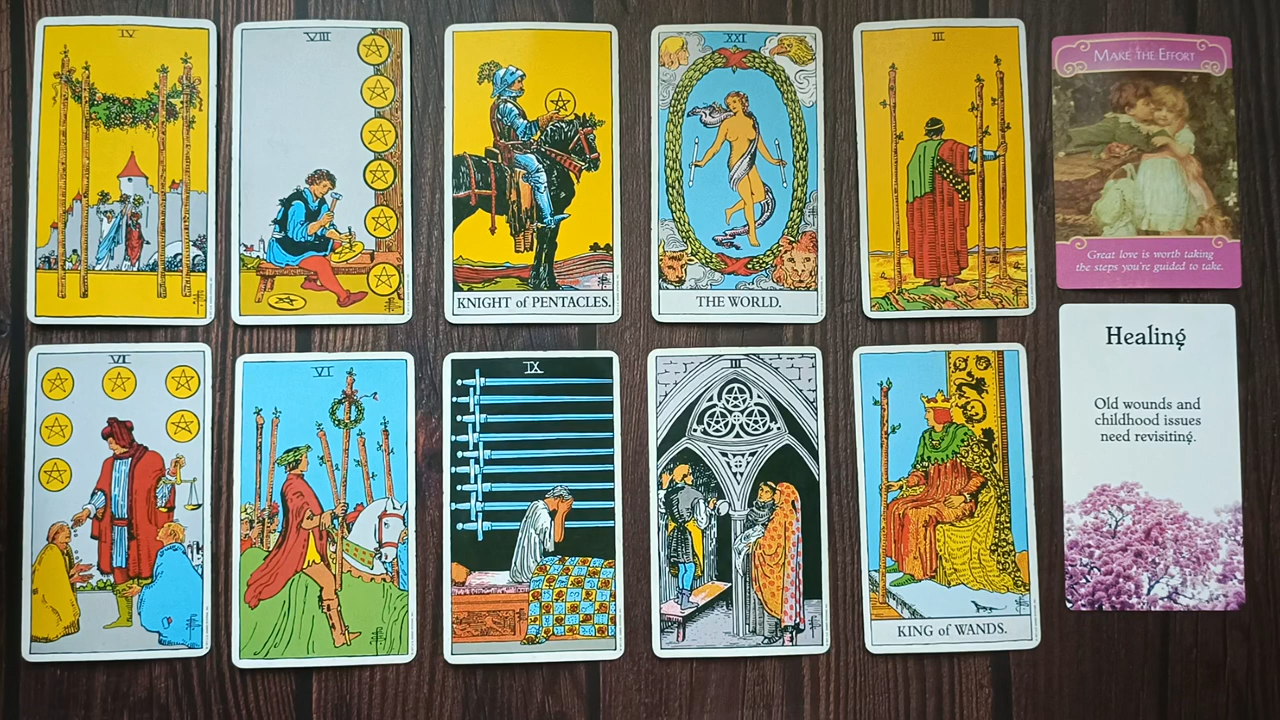 IV
VIII
KNIGHT of PENTACLES.
XXI
THE WORLD.
III
MAKE THE EFFORT
Great love is worth taking
the steps you're guided to take.
VI
VI
IX
III
KING of WANDS.
Healing
Old wounds and
childhood issues
need revisiting.